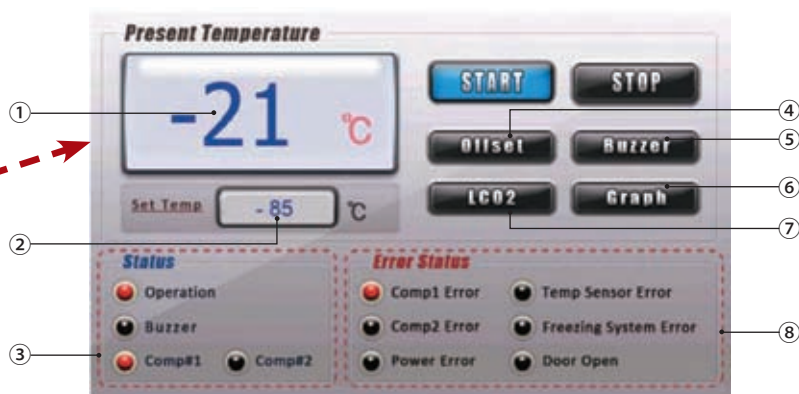 Present Temperature
① -21 ℃
START STOP
Offset ④
Buzzer ⑤
LCO2 ⑦
Graph ⑥
Set Temp - 85 ℃
②
Status
Operation
Buzzer
③ Comp#1 Comp#2
Error Status
Comp1 Error Temp Sensor Error
Comp2 Error Freezing System Error ⑧
Power Error Door Open